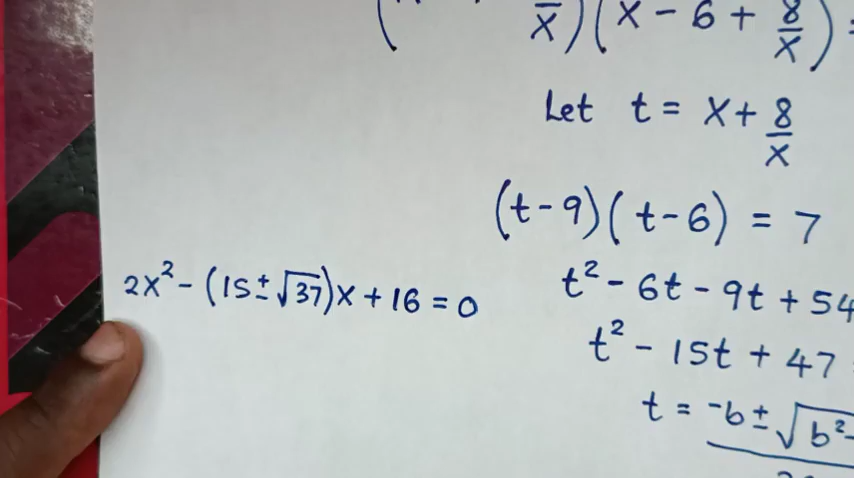 x)(x - 6 + 8/x) =
Let t = x + 8/x
(t - 9)(t - 6) = 7
t² - 6t - 9t + 54
t² - 15t + 47
2x² - (15 ± √37)x + 16 = 0
t = -b ± √b² -